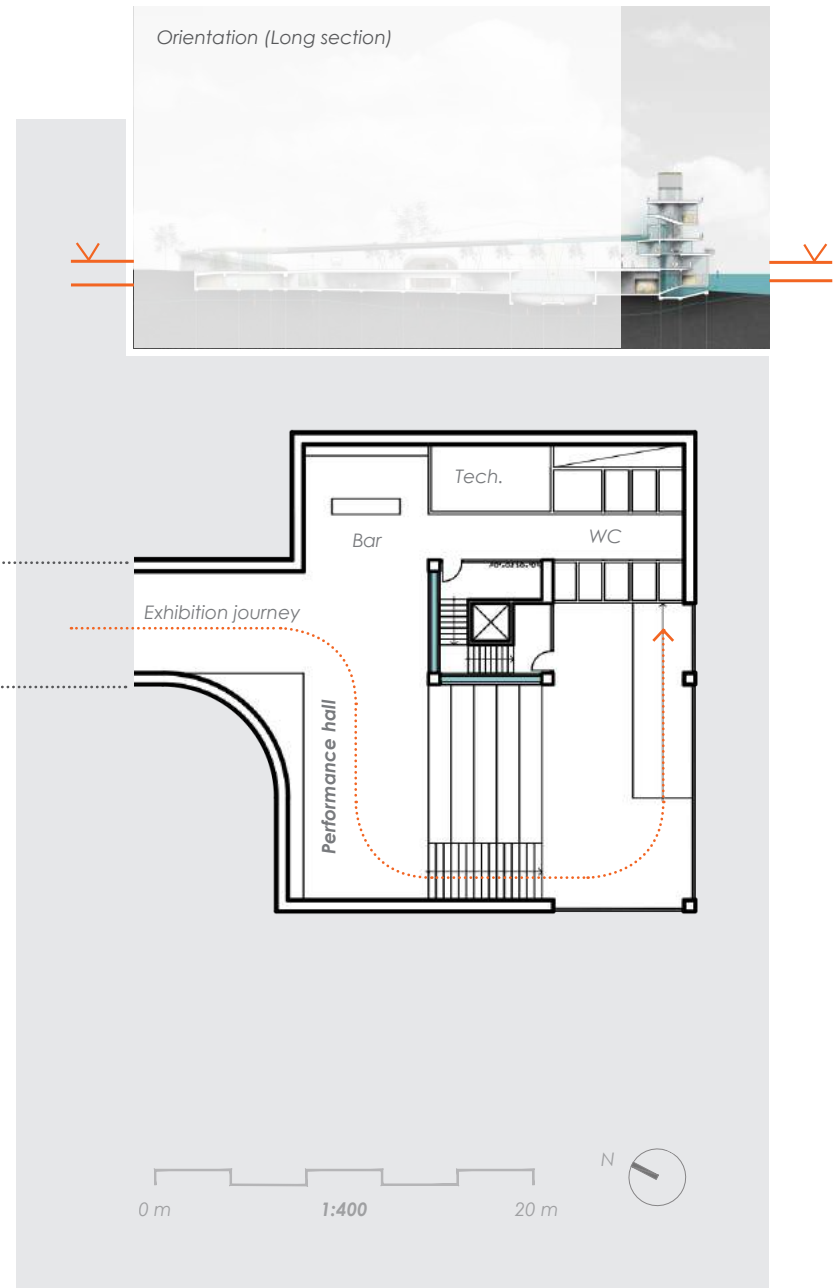 Orientation (Long section)
Tech.
Bar
WC
Exhibition journey
Performance hall
N
0 m
1:400
20 m